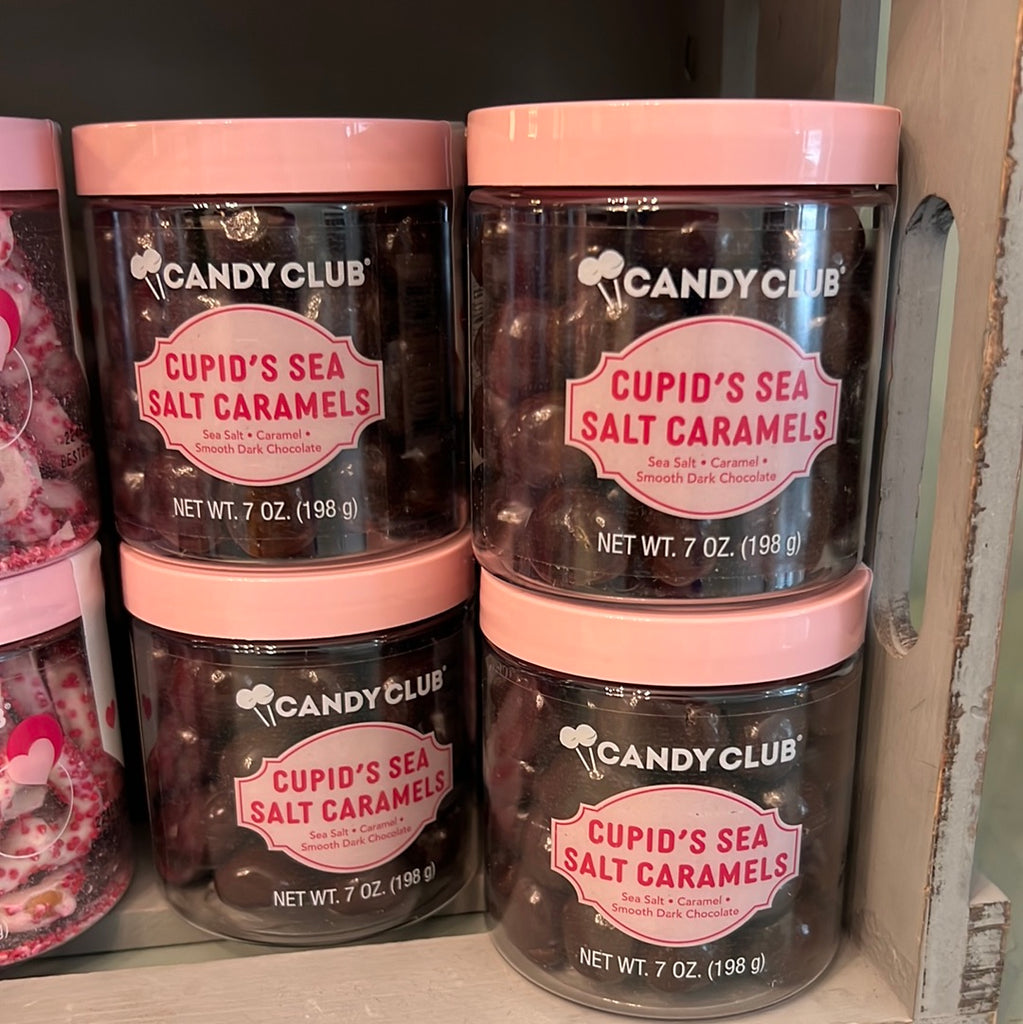 CANDY CLUB®
CUPID'S SEA
SALT CARAMELS
Sea Salt • Caramel •
Smooth Dark Chocolate
NET WT. 7 OZ. (198 g)
CANDY CLUB®
CUPID'S SEA
SALT CARAMELS
Sea Salt • Caramel •
Smooth Dark Chocolate
NET WT. 7 OZ. (198 g)
CANDY CLUB®
CUPID'S SEA
SALT CARAMELS
Sea Salt • Caramel •
Smooth Dark Chocolate
NET WT. 7 OZ. (198 g)
CANDY CLUB®
CUPID'S SEA
SALT CARAMELS
Sea Salt • Caramel •
Smooth Dark Chocolate
NET WT. 7 OZ. (198 g)